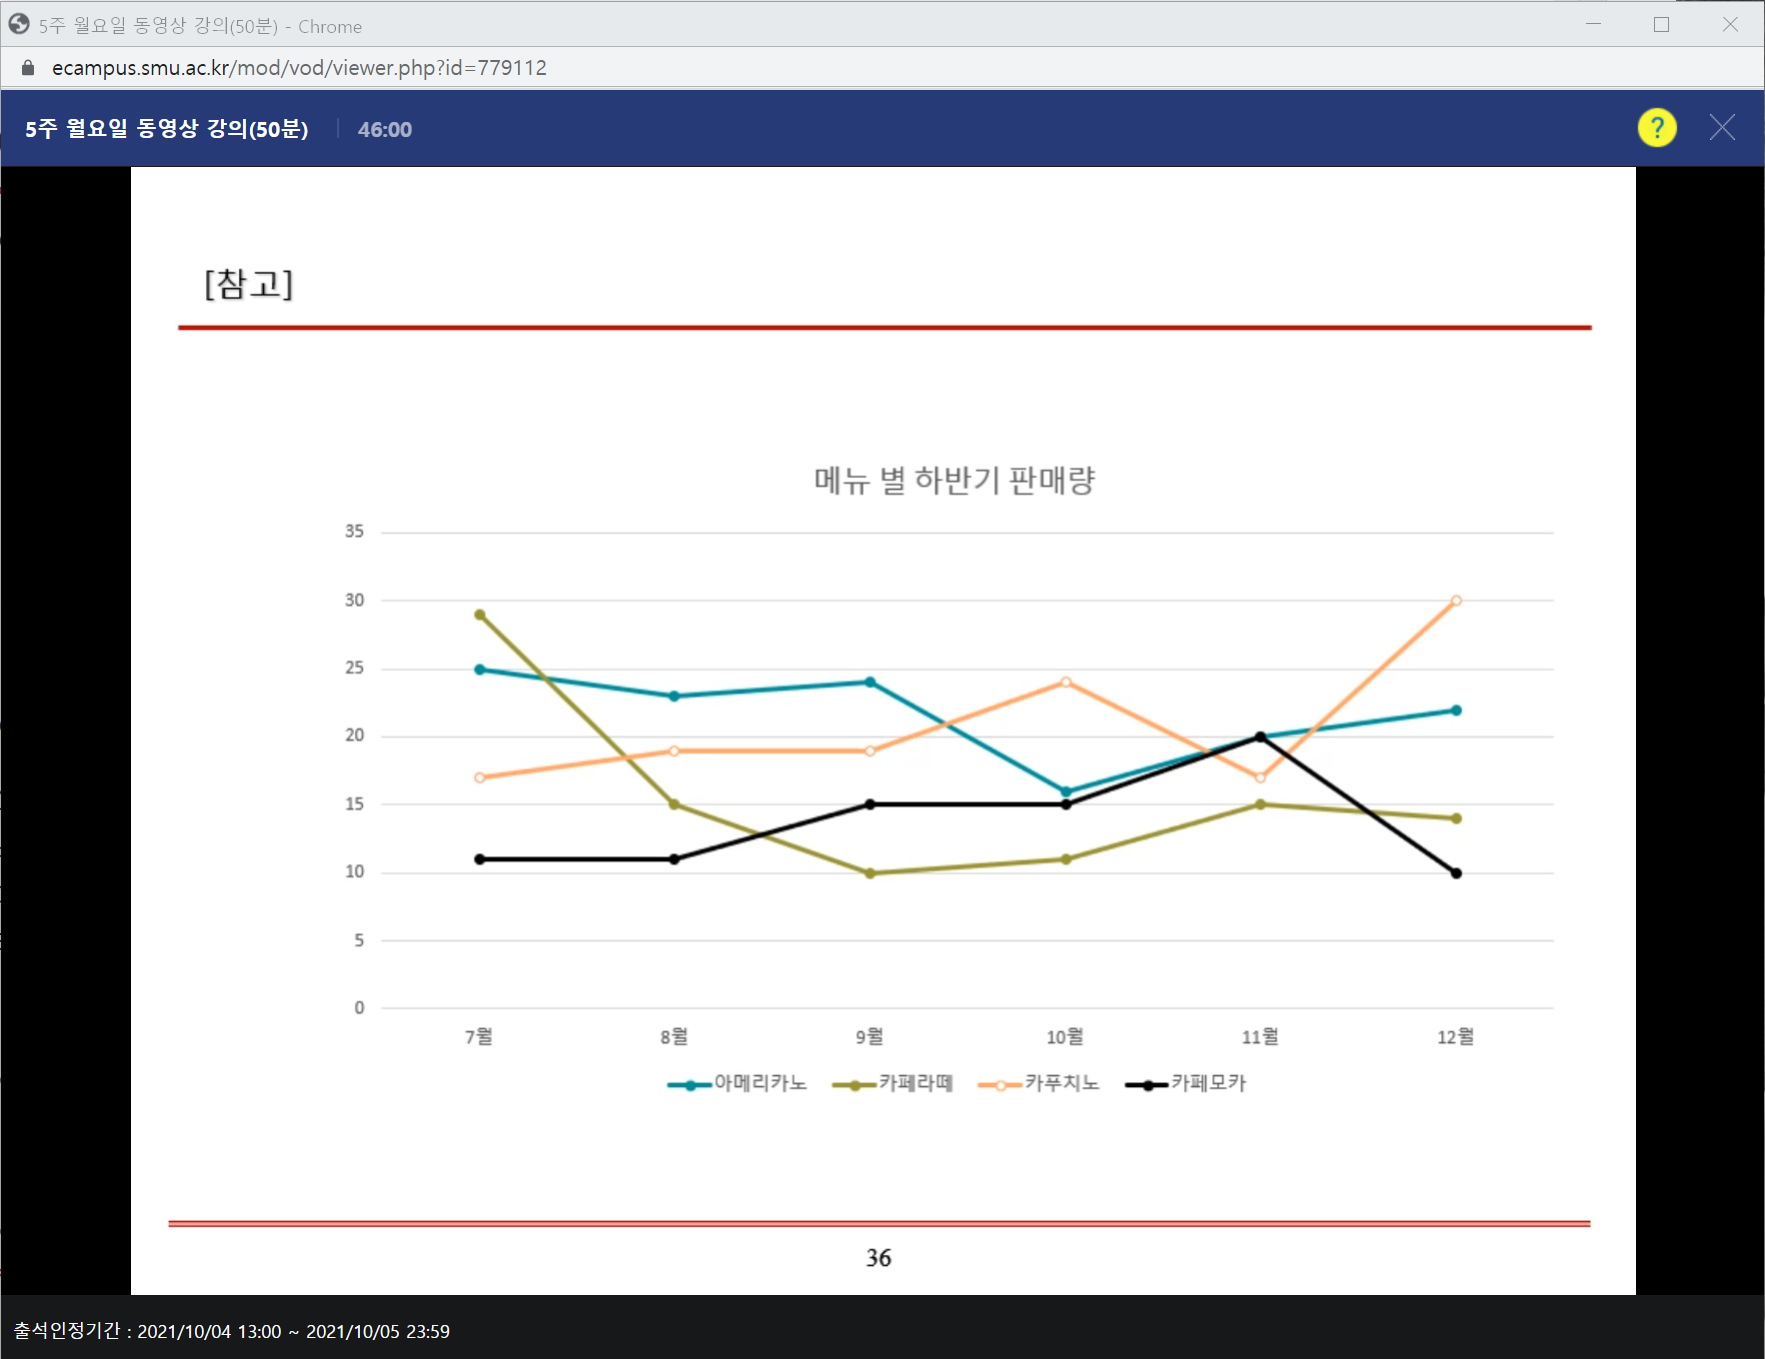 5주 월요일 동영상 강의(50분) - Chrome
ecampus.smu.ac.kr/mod/vod/viewer.php?id=779112
5주 월요일 동영상 강의(50분) 46:00 ?
[참고]
메뉴 별 하반기 판매량
35
30
25
20
15
10
5
0
7월 8월 9월 10월 11월 12월
아메리카노 카페라떼 카푸치노 카페모카
36
출석인정기간 : 2021/10/04 13:00 ~ 2021/10/05 23:59